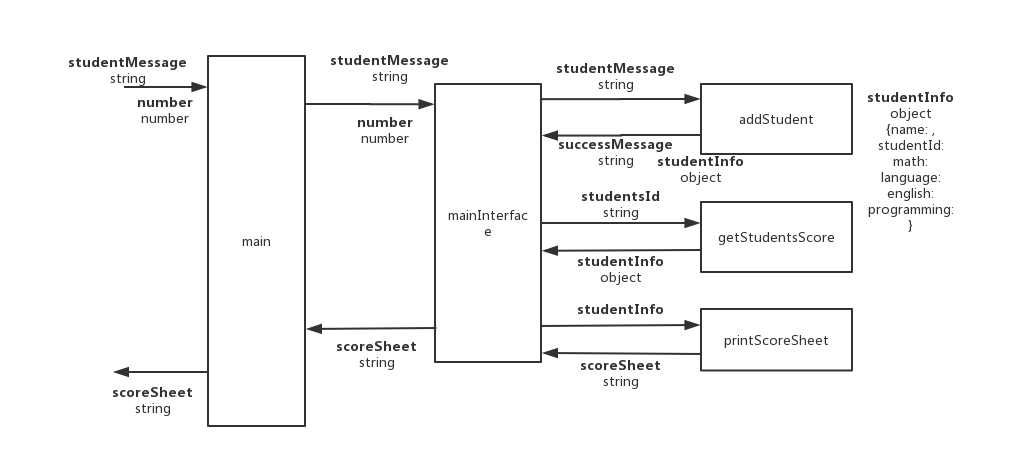 studentMessage
string
number
number
main
scoreSheet
string
studentMessage
string
number
number
scoreSheet
string
mainInterfac
e
studentMessage
string
successMessage
string
studentInfo
object
studentsId
string
studentInfo
object
studentInfo
scoreSheet
string
addStudent
getStudentsScore
printScoreSheet
studentInfo
object
{name: ,
studentId:
math:
language:
english:
programming:
}